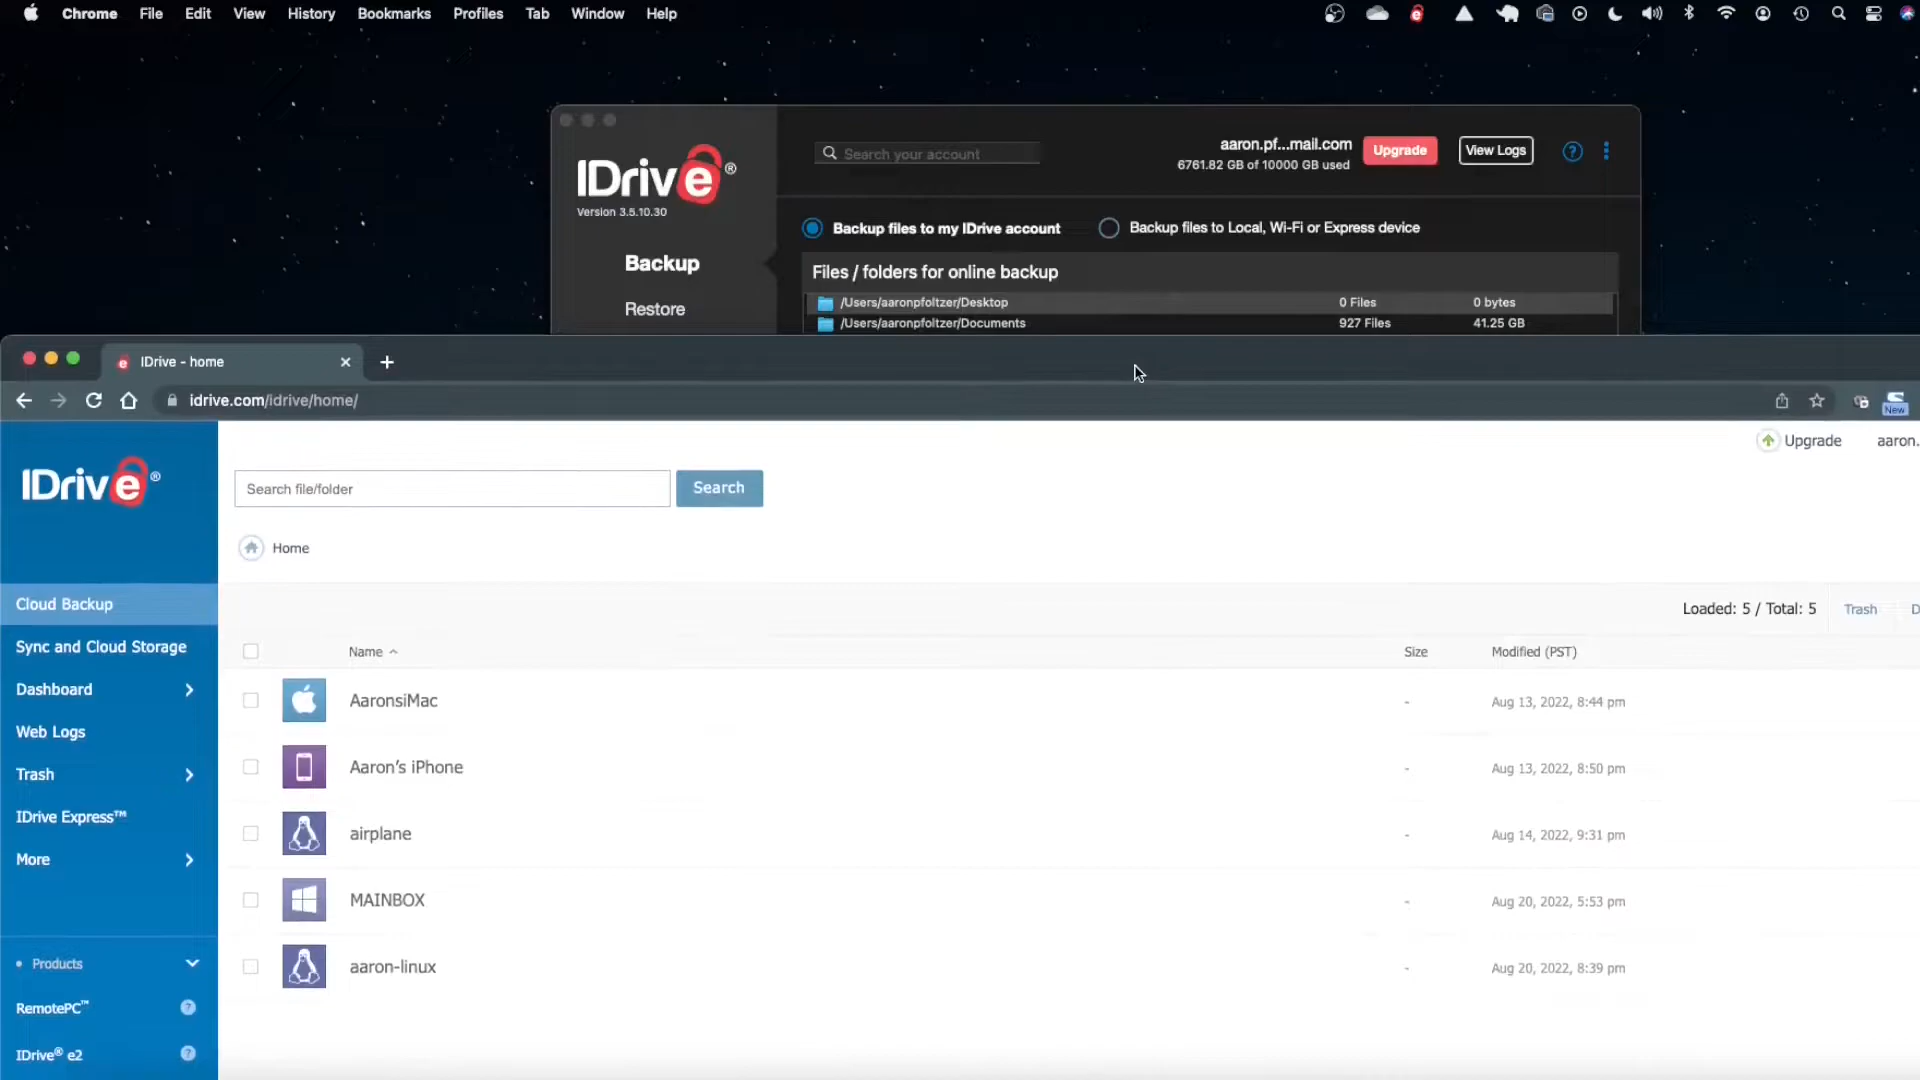 Chrome File Edit View History Bookmarks Profiles Tab Window Help
IDrive®
Version 3.5.10.30
Search your account
aaron.pf...mail.com
6761.82 GB of 10000 GB used
Upgrade
View Logs
?
Backup
Restore
Backup files to my IDrive account
Backup files to Local, Wi-Fi or Express device
Files / folders for online backup
/Users/aaronpfoltzer/Desktop 0 Files 0 bytes
/Users/aaronpfoltzer/Documents 927 Files 41.25 GB
IDrive - home
idrive.com/idrive/home/
New
IDrive®
Upgrade
aaron.
Search file/folder
Search
Home
Cloud Backup
Sync and Cloud Storage
Dashboard
Web Logs
Trash
IDrive Express™
More
Products
RemotePC™ ?
IDrive® e2 ?
Loaded: 5 / Total: 5
Trash
D
Name Size Modified (PST)
AaronsiMac - Aug 13, 2022, 8:44 pm
Aaron's iPhone - Aug 13, 2022, 8:50 pm
airplane - Aug 14, 2022, 9:31 pm
MAINBOX - Aug 20, 2022, 5:53 pm
aaron-linux - Aug 20, 2022, 8:39 pm